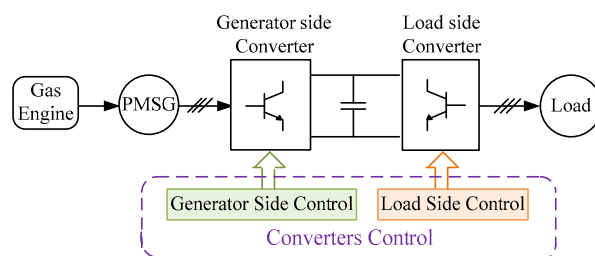 Generator side
Converter
Load side
Converter
Gas
Engine
PMSG
Load
Generator Side Control
Load Side Control
Converters Control